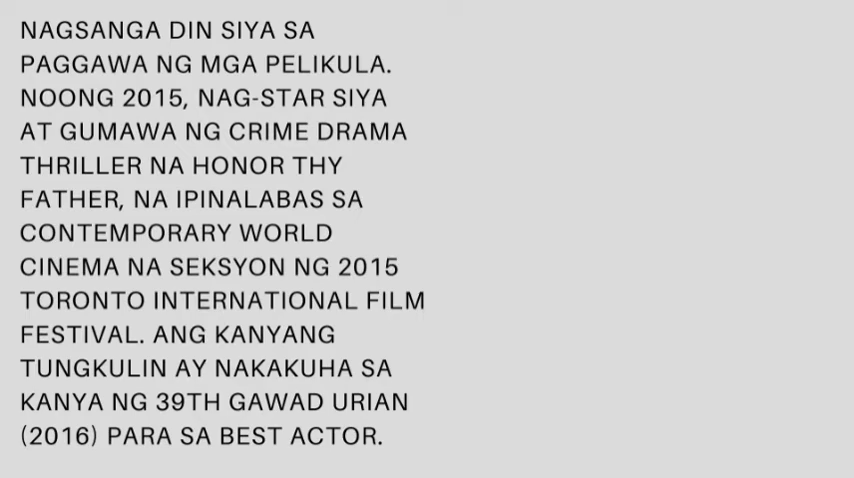 NAGSANGA DIN SIYA SA
PAGGAWA NG MGA PELIKULA.
NOONG 2015, NAG-STAR SIYA
AT GUMAWA NG CRIME DRAMA
THRILLER NA HONOR THY
FATHER, NA IPINALABAS SA
CONTEMPORARY WORLD
CINEMA NA SEKSYON NG 2015
TORONTO INTERNATIONAL FILM
FESTIVAL. ANG KANYANG
TUNGKULIN AY NAKAKUHA SA
KANYA NG 39TH GAWAD URIAN
(2016) PARA SA BEST ACTOR.